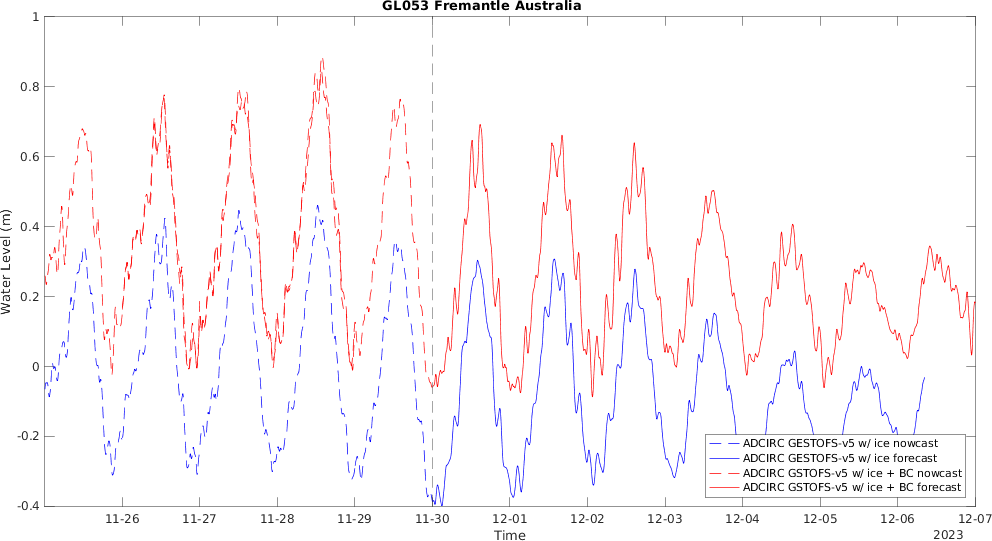 GL053 Fremantle Australia
1
0.8
0.6
0.4
0.2
0
-0.2
-0.4
Water Level (m)
ADCIRC GESTOFS-v5 w/ ice nowcast
ADCIRC GESTOFS-v5 w/ ice forecast
ADCIRC GSTOFS-v5 w/ ice + BC nowcast
ADCIRC GSTOFS-v5 w/ ice + BC forecast
11-26 11-27 11-28 11-29 11-30 12-01 12-02 12-03 12-04 12-05 12-06 12-07
Time
2023